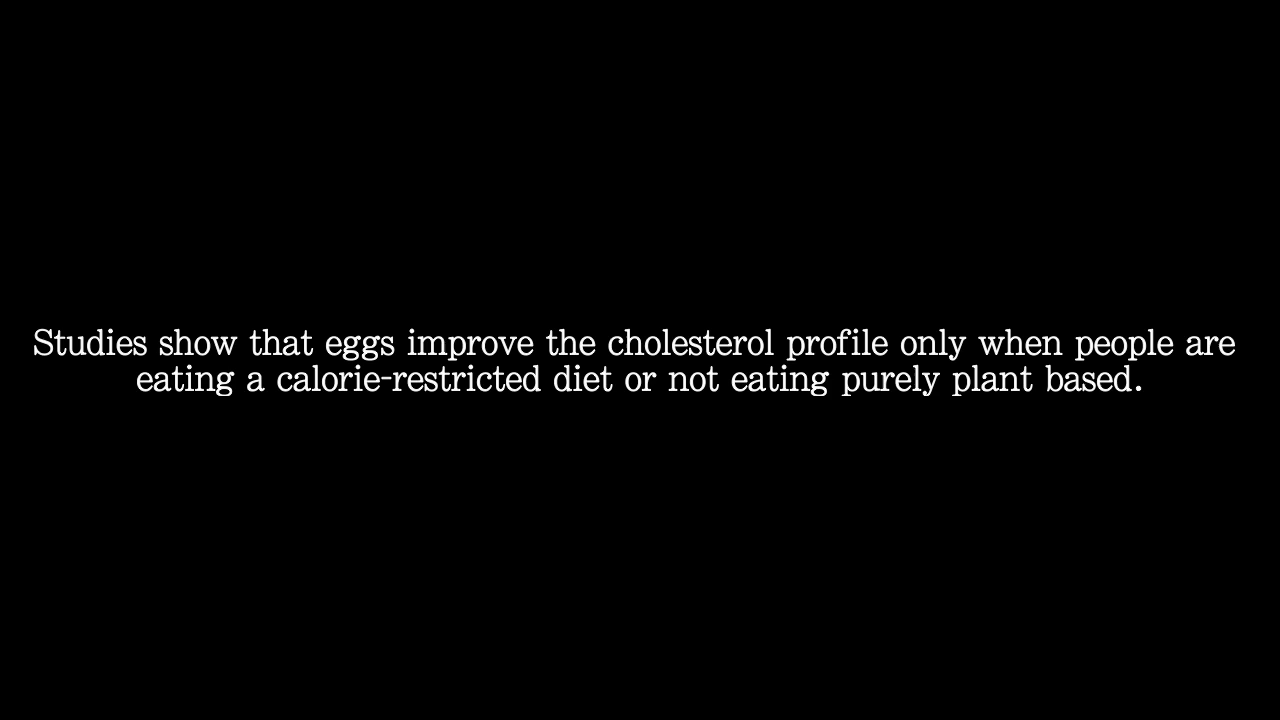 Studies show that eggs improve the cholesterol profile only when people are
eating a calorie-restricted diet or not eating purely plant based.